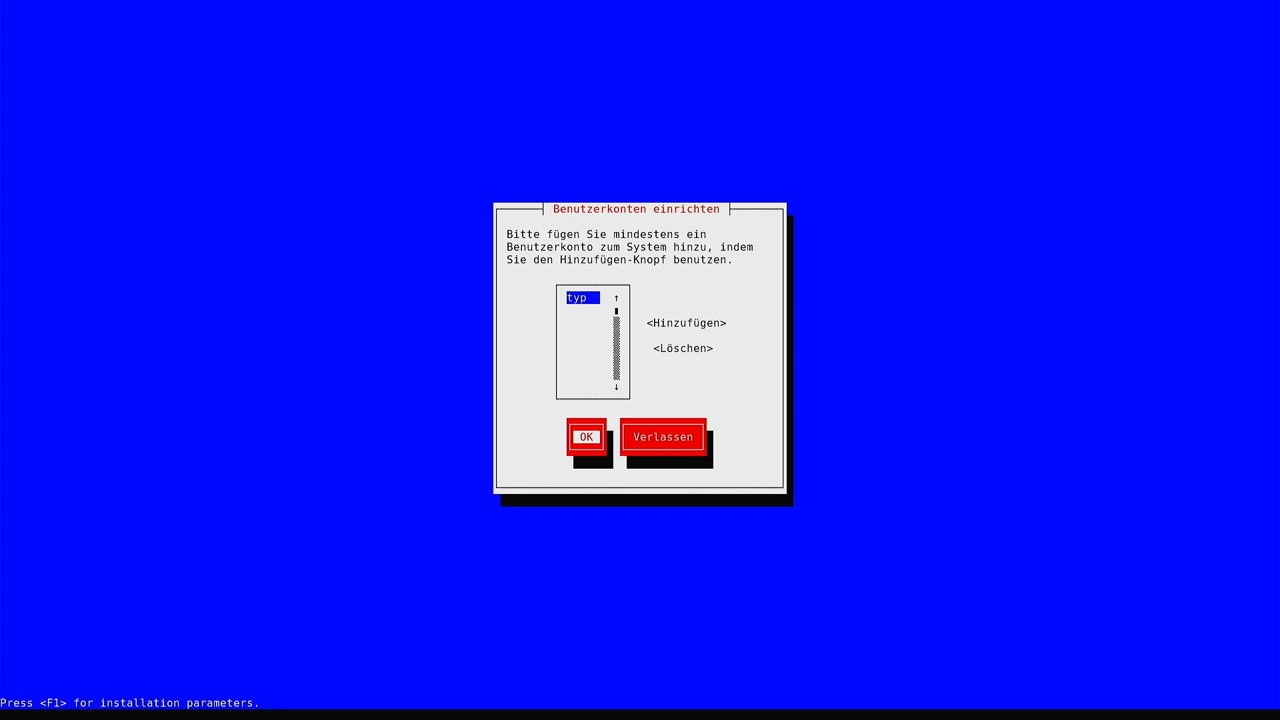 Benutzerkonten einrichten
Bitte fügen Sie mindestens ein
Benutzerkonto zum System hinzu, indem
Sie den Hinzufügen-Knopf benutzen.
typ ↑
<Hinzufügen>
<Löschen>
↓
OK Verlassen
Press <F1> for installation parameters.